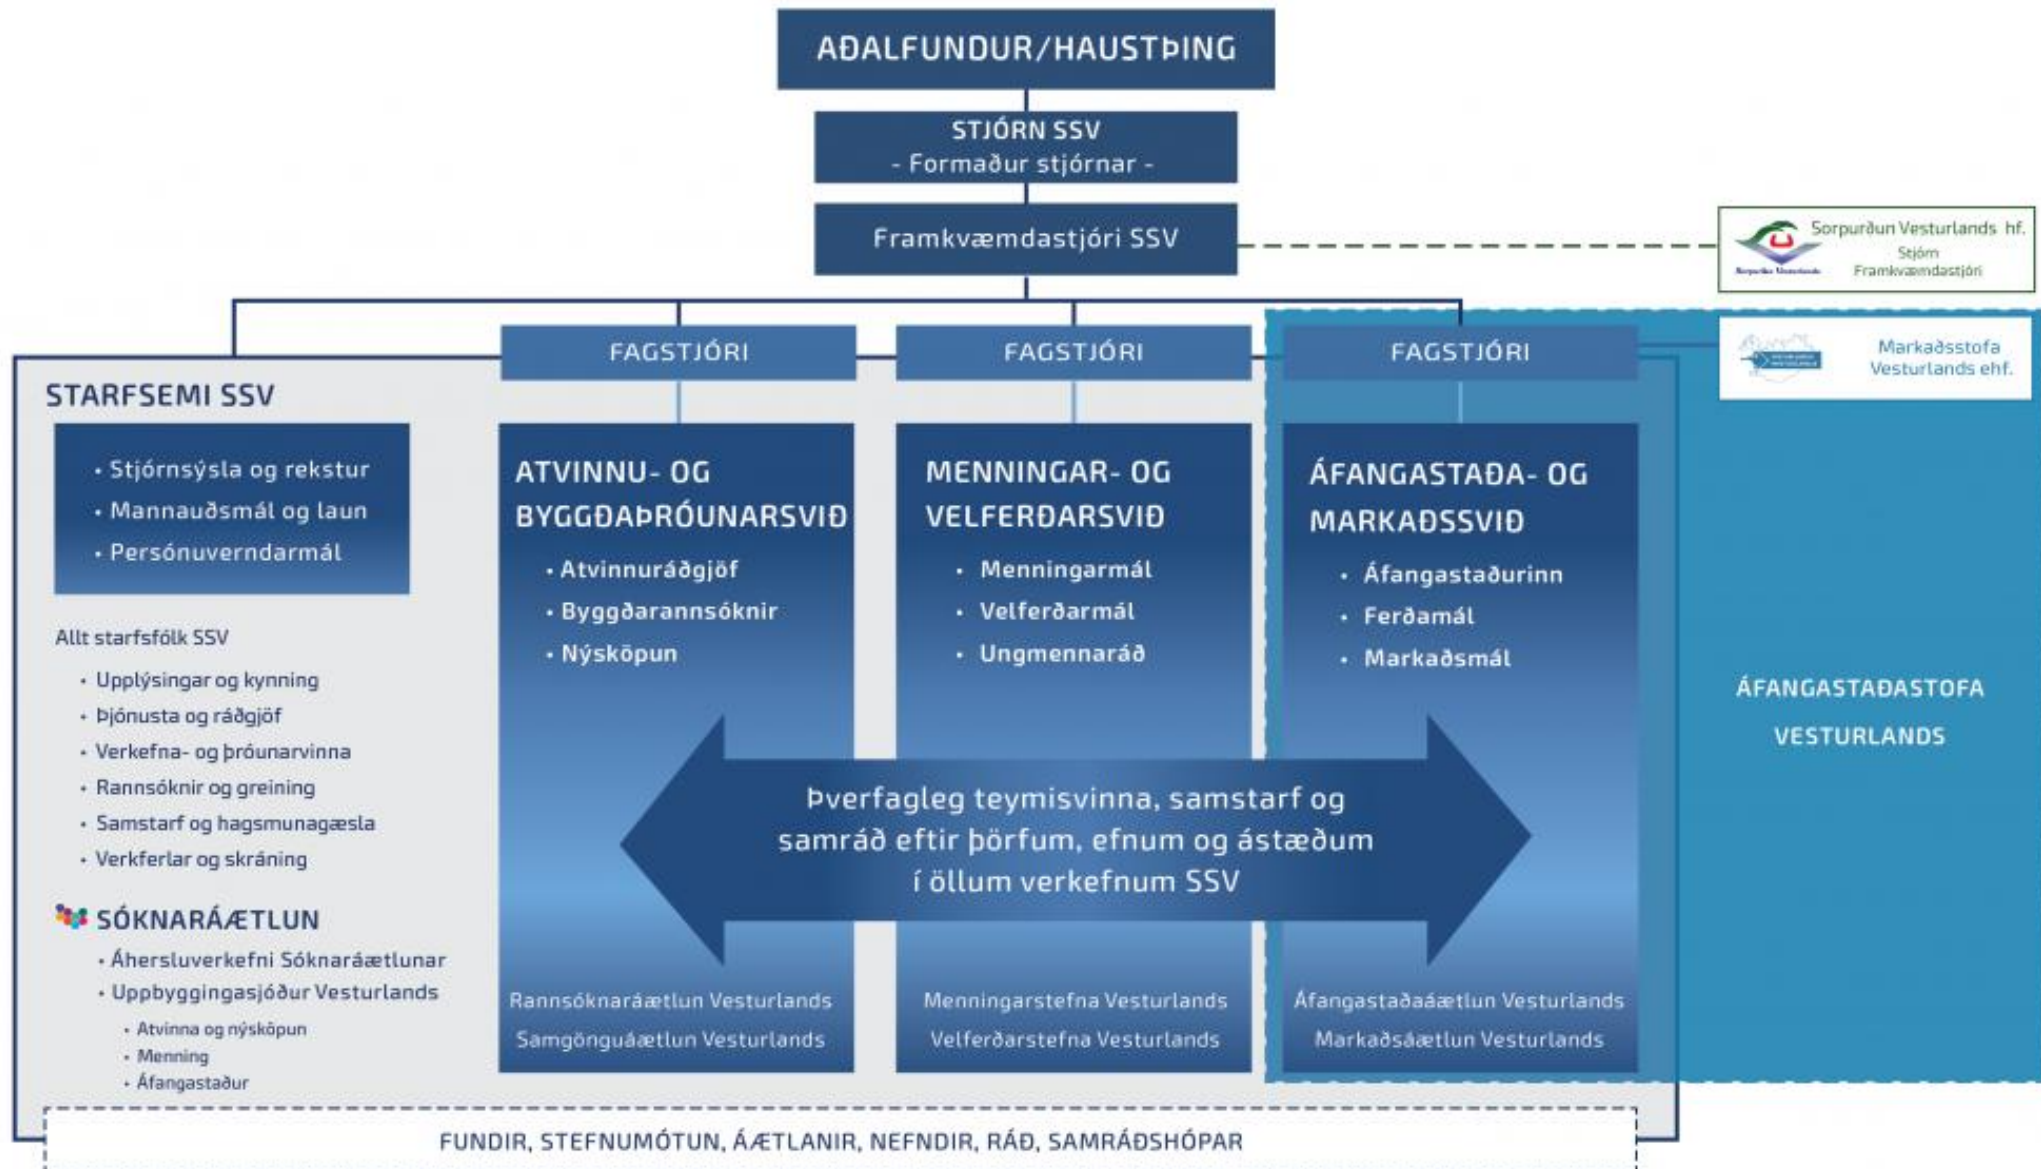 AÐALFUNDUR/HAUSTÞING
STJÓRN SSV
- Formaður stjórnar -
Framkvæmdastjóri SSV
Sorpurðun Vesturlands hf.
Stjórn
Framkvæmdastjóri
Sorpurðun Vesturlands
FAGSTJÓRI
FAGSTJÓRI
FAGSTJÓRI
Markaðsstofa
Vesturlands ehf.
STARFSEMI SSV
• Stjórnsýsla og rekstur
• Mannauðsmál og laun
• Persónuverndarmál
Allt starfsfólk SSV
• Upplýsingar og kynning
• Þjónusta og ráðgjöf
• Verkefna- og þróunarvinna
• Rannsóknir og greining
• Samstarf og hagsmunagæsla
• Verkferlar og skráning
SÓKNARÁÆTLUN
• Áhersluverkefni Sóknaráætlunar
• Uppbyggingasjóður Vesturlands
• Atvinna og nýsköpun
• Menning
• Áfangastaður
ATVINNU- OG
BYGGÐAÞRÓUNARSVIÐ
• Atvinnuráðgjöf
• Byggðarannsóknir
• Nýsköpun
Rannsóknaráætlun Vesturlands
Samgönguáætlun Vesturlands
MENNINGAR- OG
VELFERÐARSVIÐ
• Menningarmál
• Velferðarmál
• Ungmennaráð
Menningarstefna Vesturlands
Velferðarstefna Vesturlands
ÁFANGASTAÐA- OG
MARKAÐSSVIÐ
• Áfangastaðurinn
• Ferðamál
• Markaðsmál
Áfangastaðaáætlun Vesturlands
Markaðsáætlun Vesturlands
Þverfagleg teymisvinna, samstarf og
samráð eftir þörfum, efnum og ástæðum
í öllum verkefnum SSV
ÁFANGASTAÐASTOFA
VESTURLANDS
FUNDIR, STEFNUMÓTUN, ÁÆTLANIR, NEFNDIR, RÁÐ, SAMRÁÐSHÓPAR